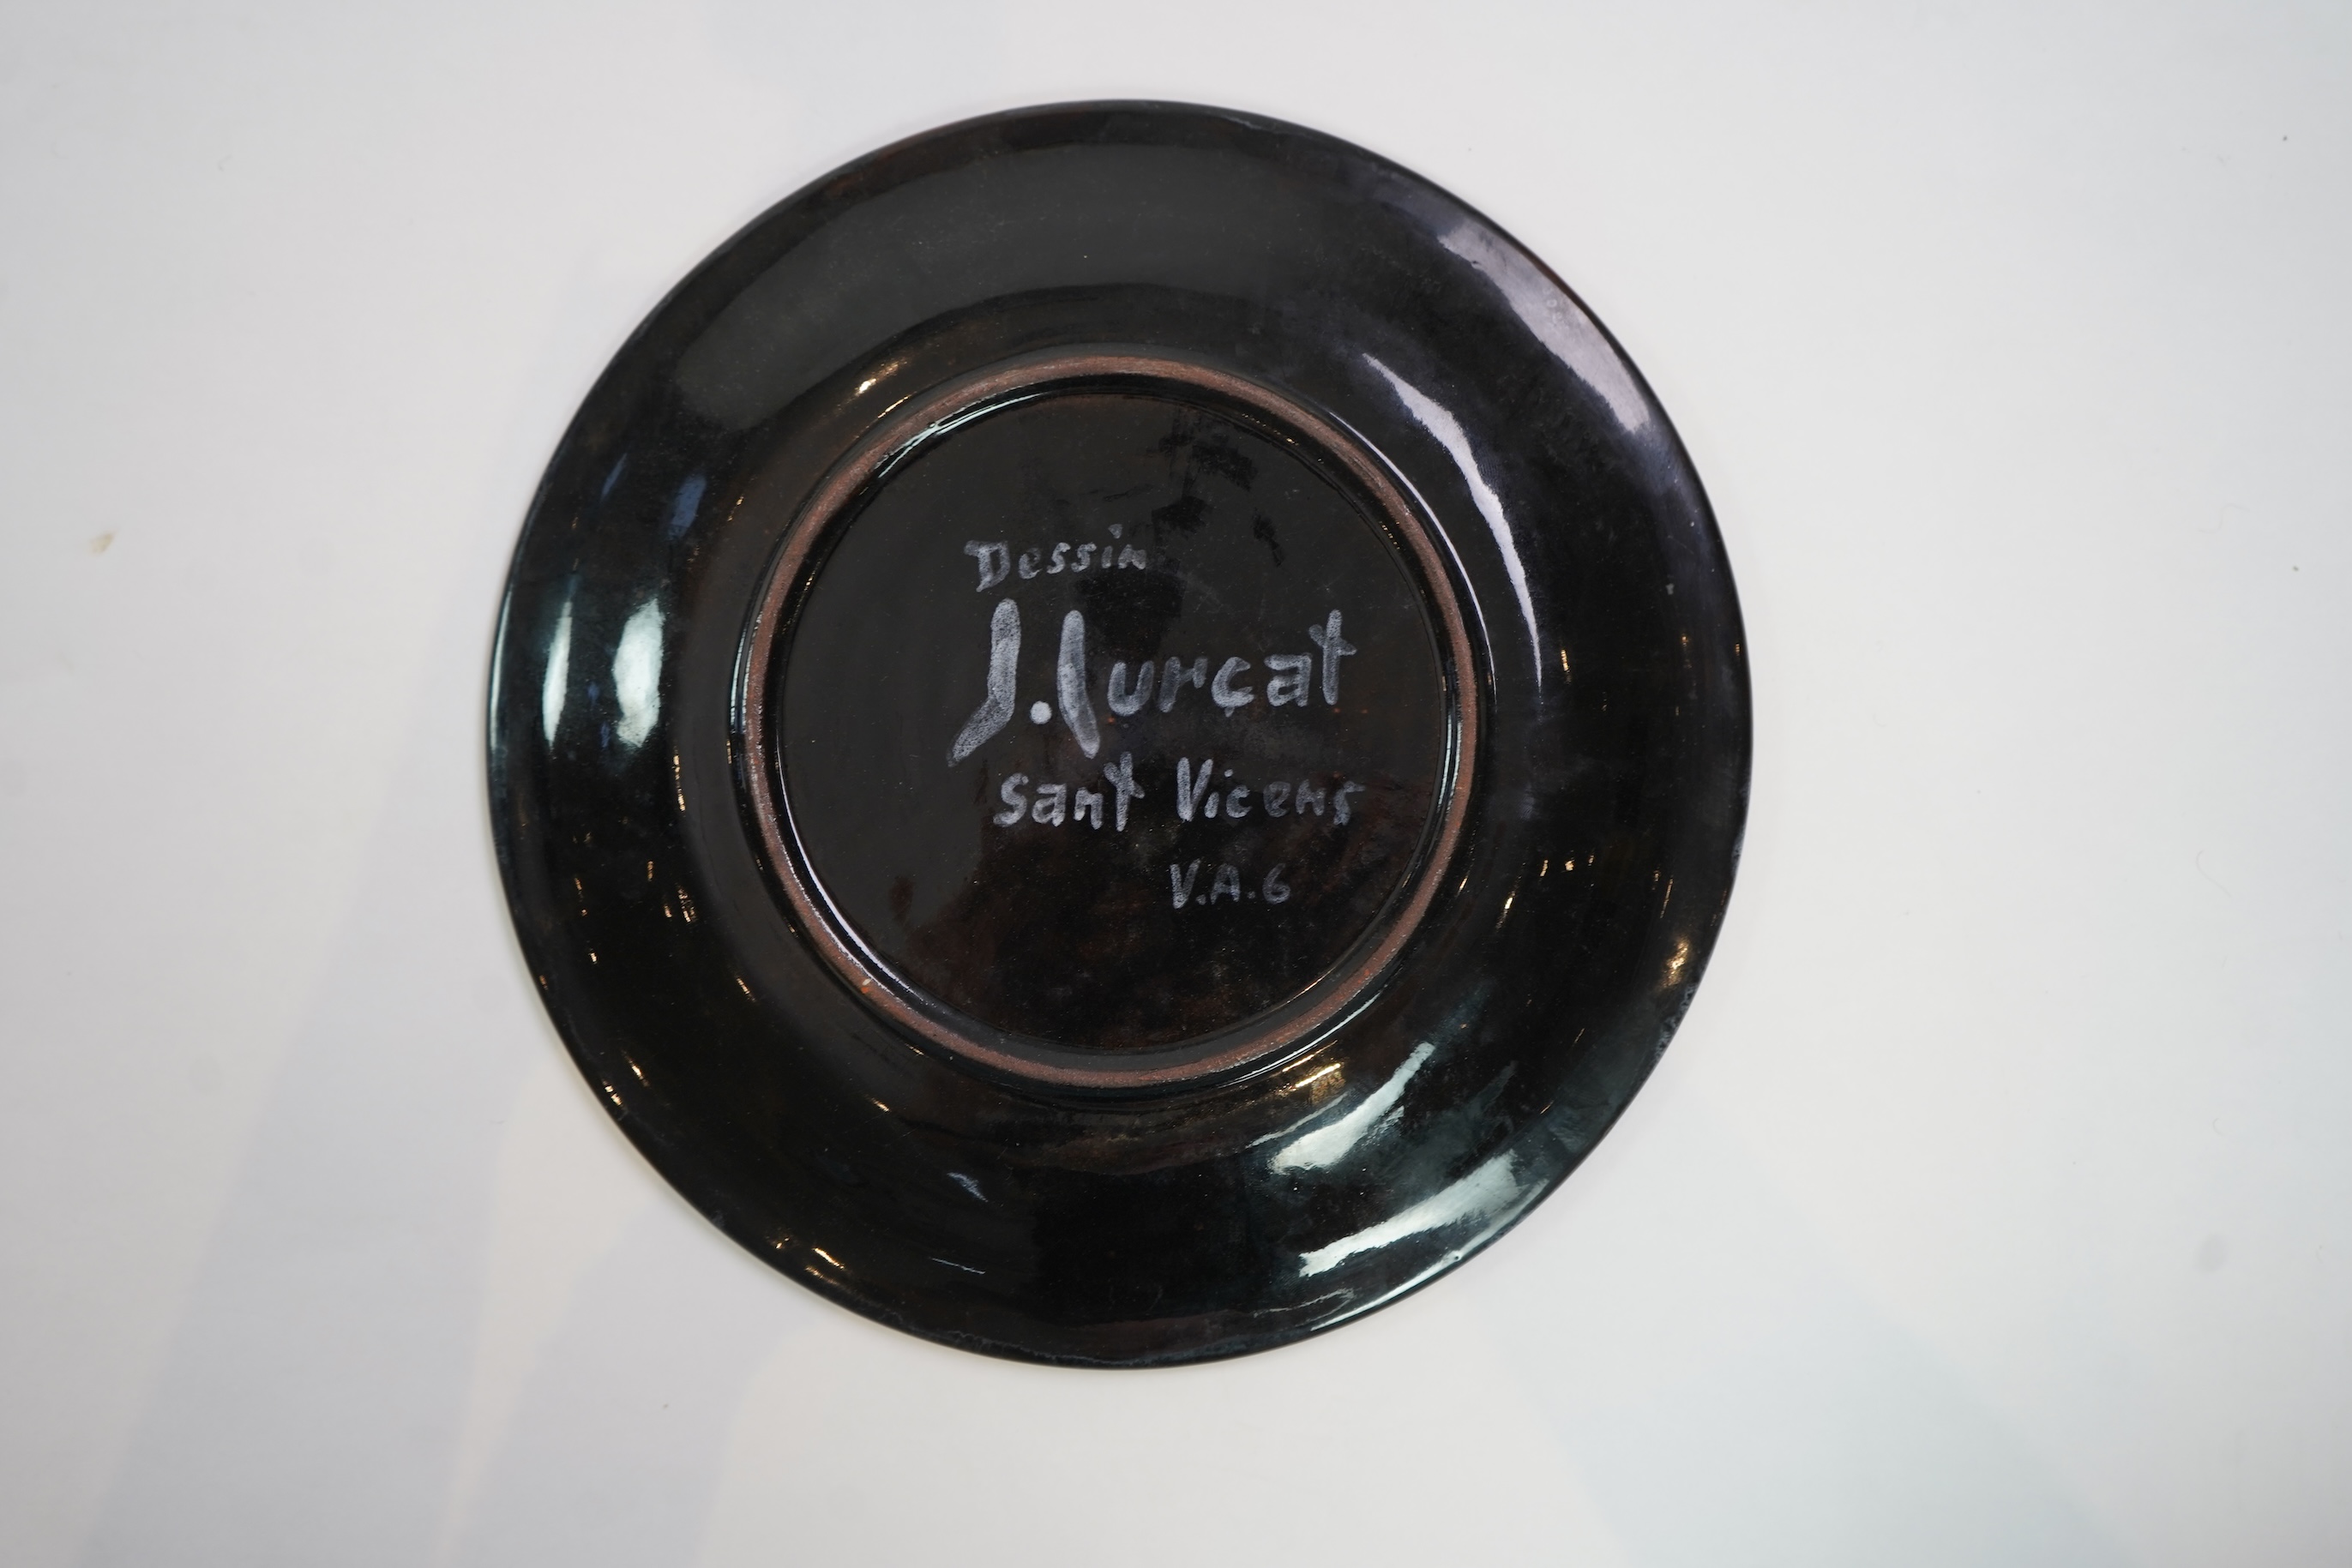 Dessin
J. Lurçat
Sant Vicens
V.A.6